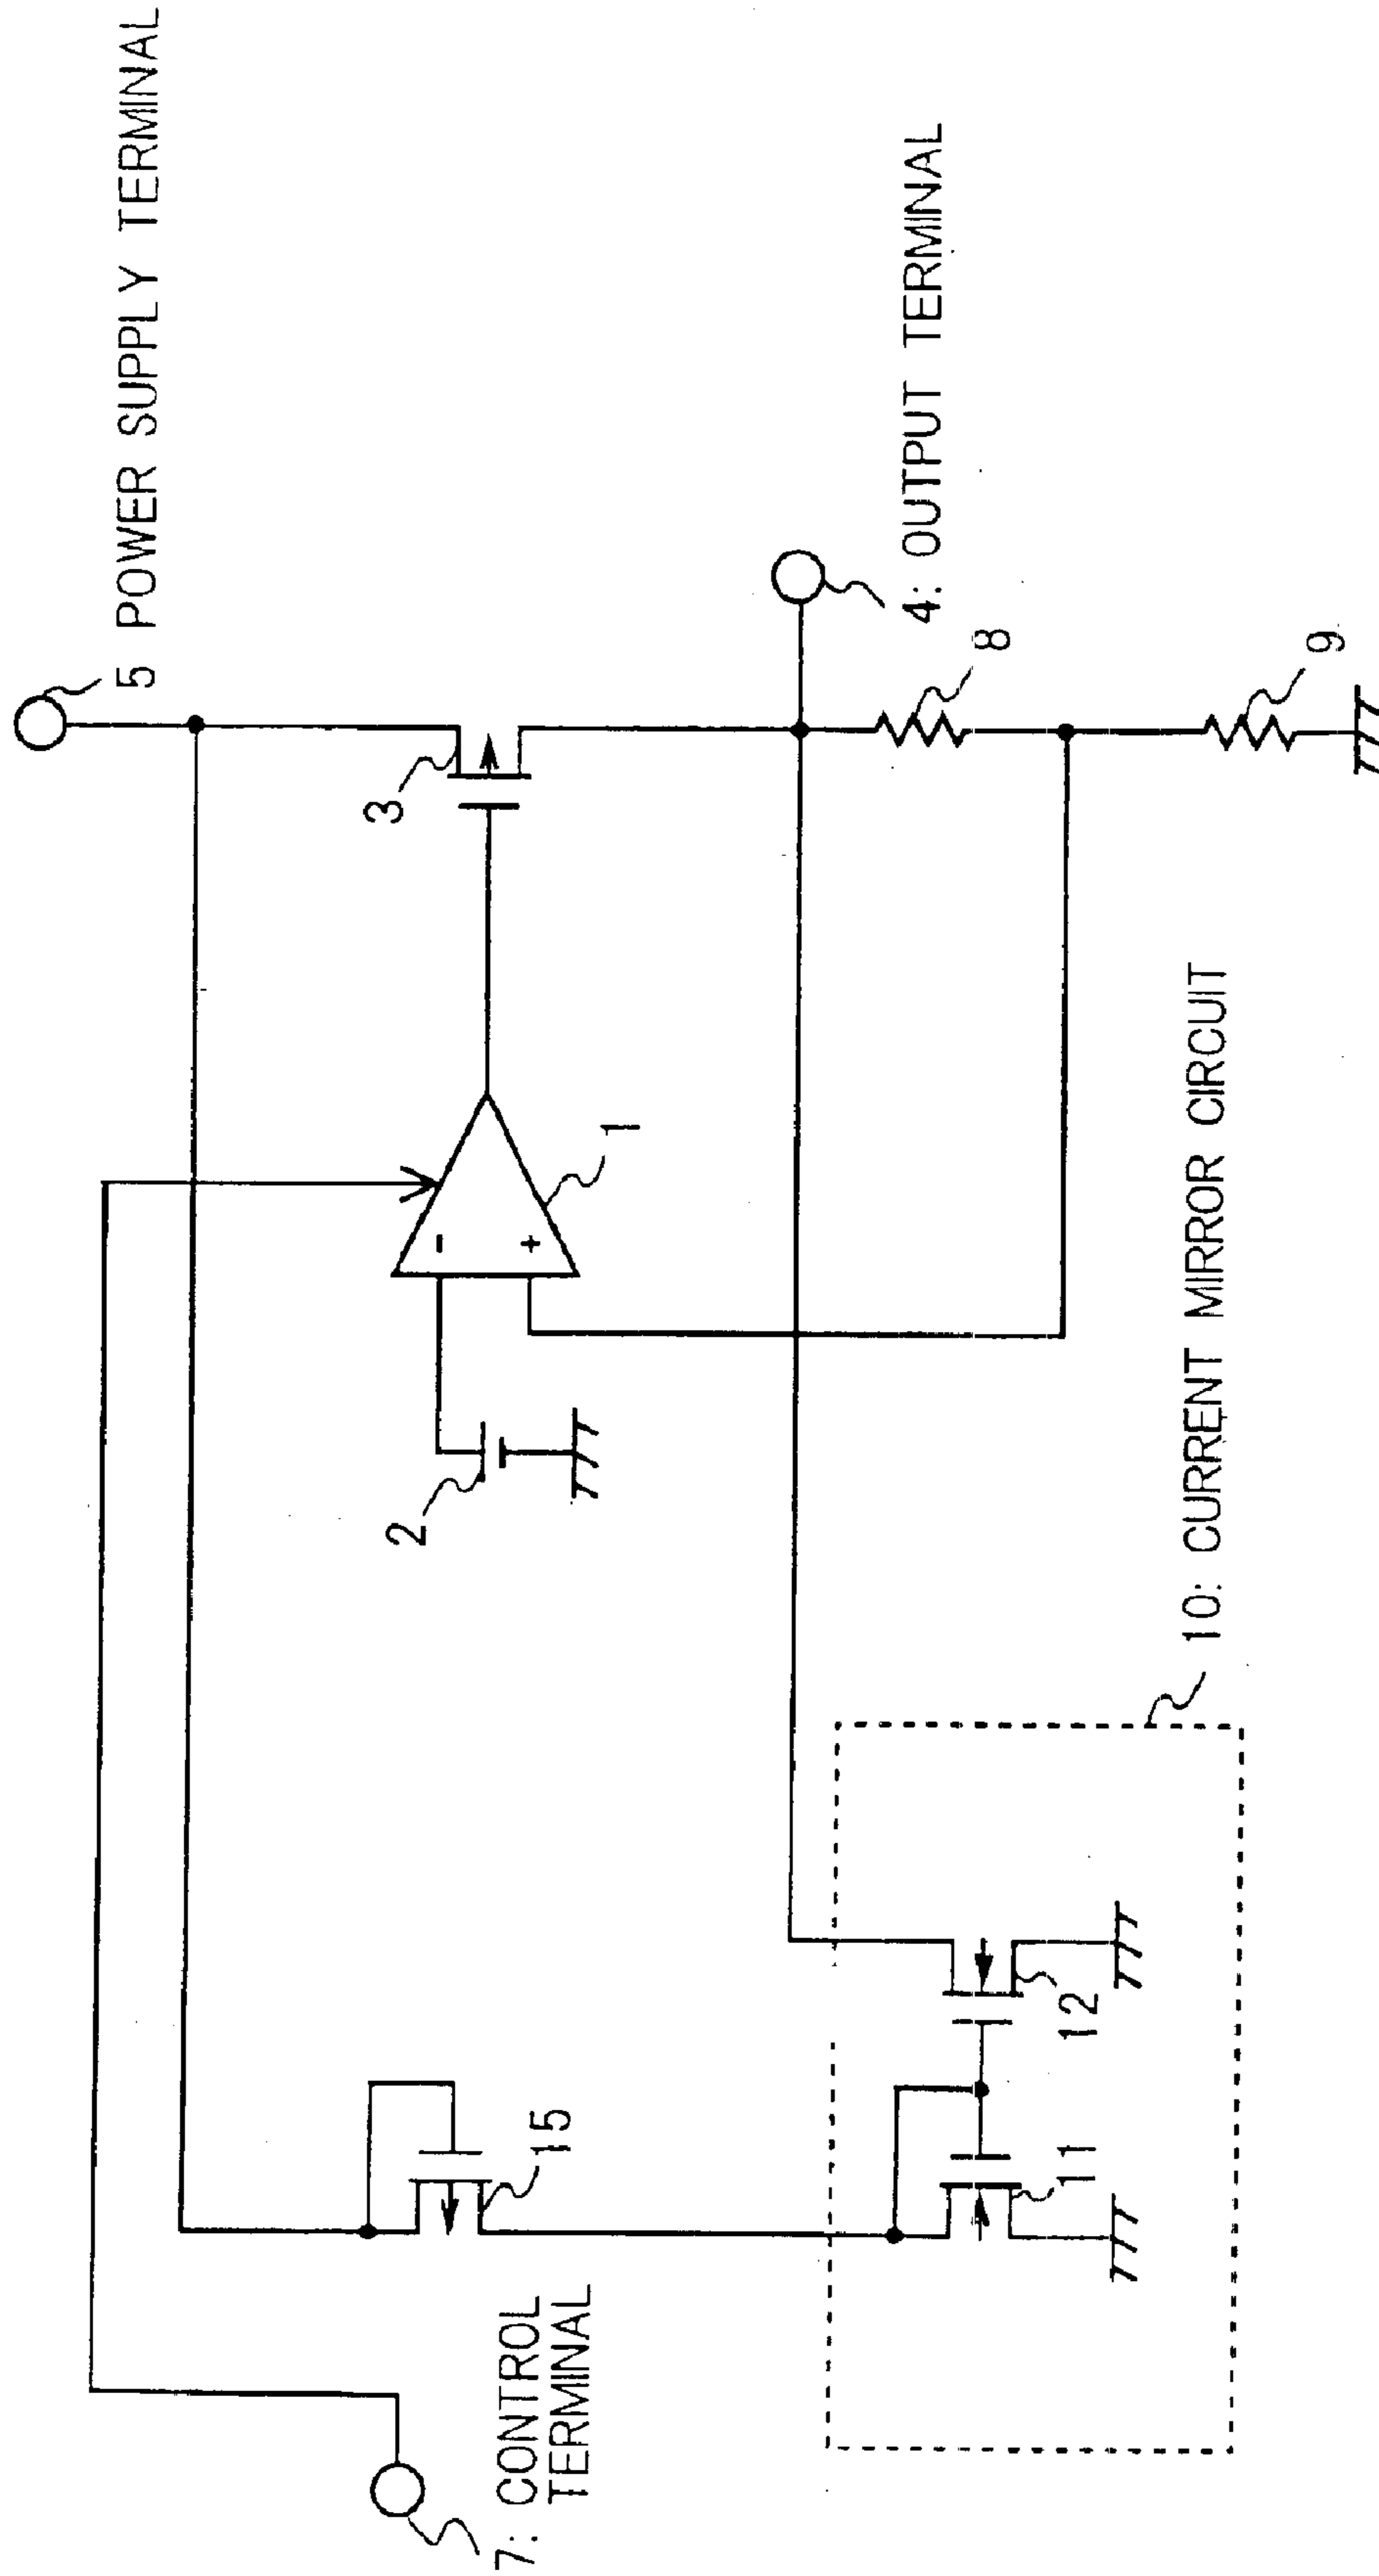 5 POWER SUPPLY TERMINAL
3
4: OUTPUT TERMINAL
8
9
1
-
+
2
10: CURRENT MIRROR CIRCUIT
12
15
11
7: CONTROL
TERMINAL